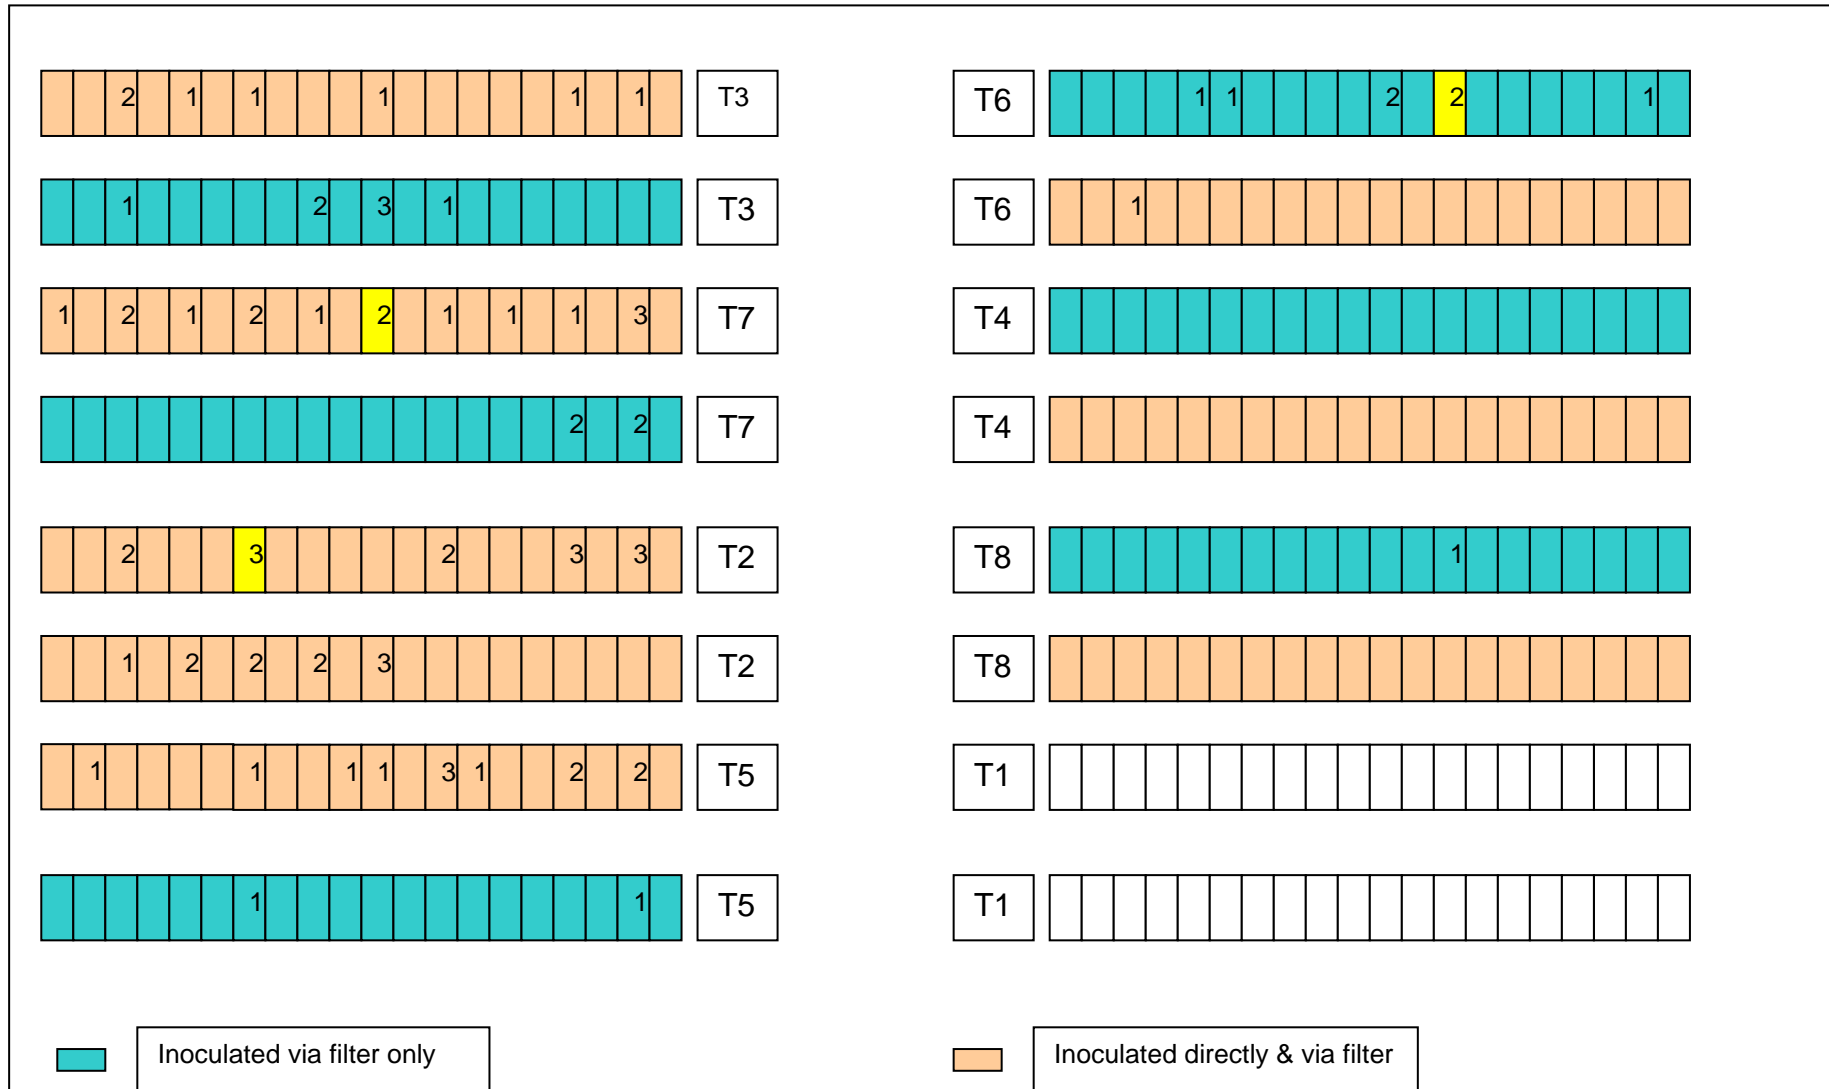 2 1 1 1 1 1 T3
T6 1 1 2 2 1
1 2 3 1 T3
T6 1
1 2 1 2 1 2 1 1 1 3 T7
T4
2 2 T7
T4
2 3 2 3 3 T2
T8 1
1 2 2 2 3 T2
T8
1 1 1 1 3 1 2 2 T5
T1
1 1 T5
T1
Inoculated via filter only
Inoculated directly & via filter